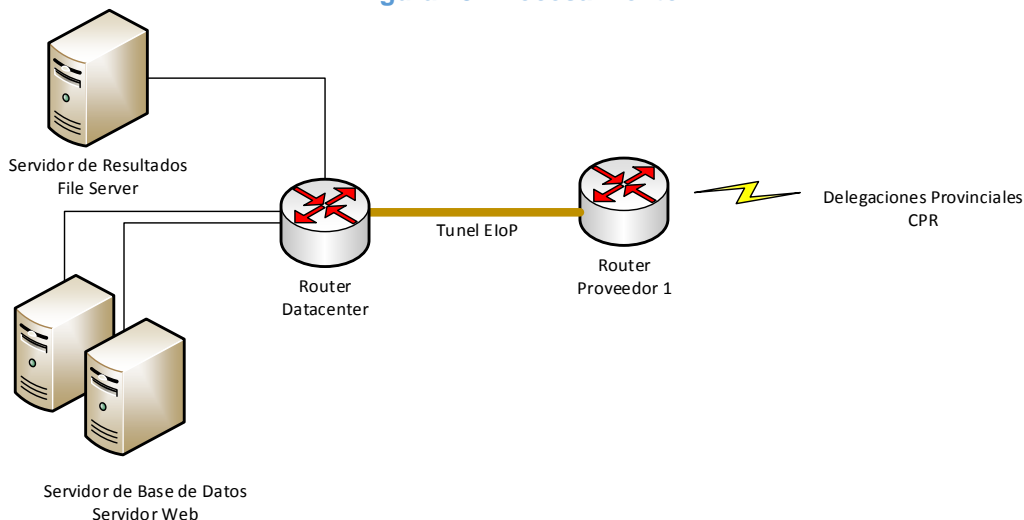 Servidor de Resultados
File Server
Tunel EIoP
Delegaciones Provinciales
CPR
Router
Datacenter
Router
Proveedor 1
Servidor de Base de Datos
Servidor Web